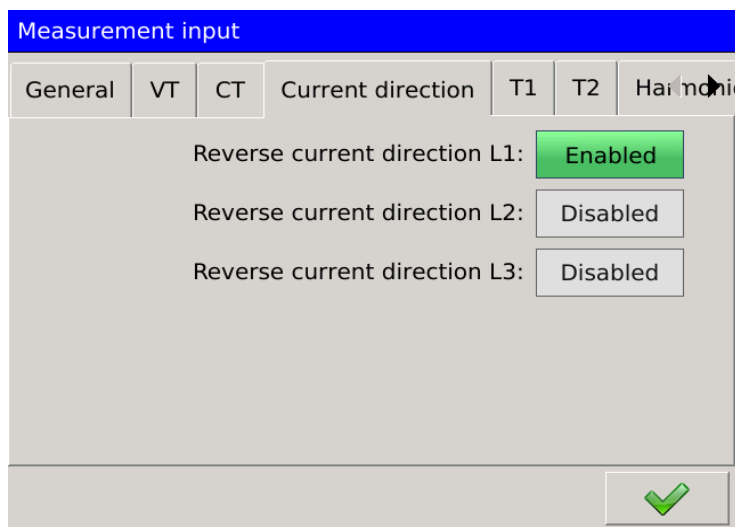 Measurement input
General VT CT Current direction T1 T2 Harmoni
Reverse current direction L1: Enabled
Reverse current direction L2: Disabled
Reverse current direction L3: Disabled